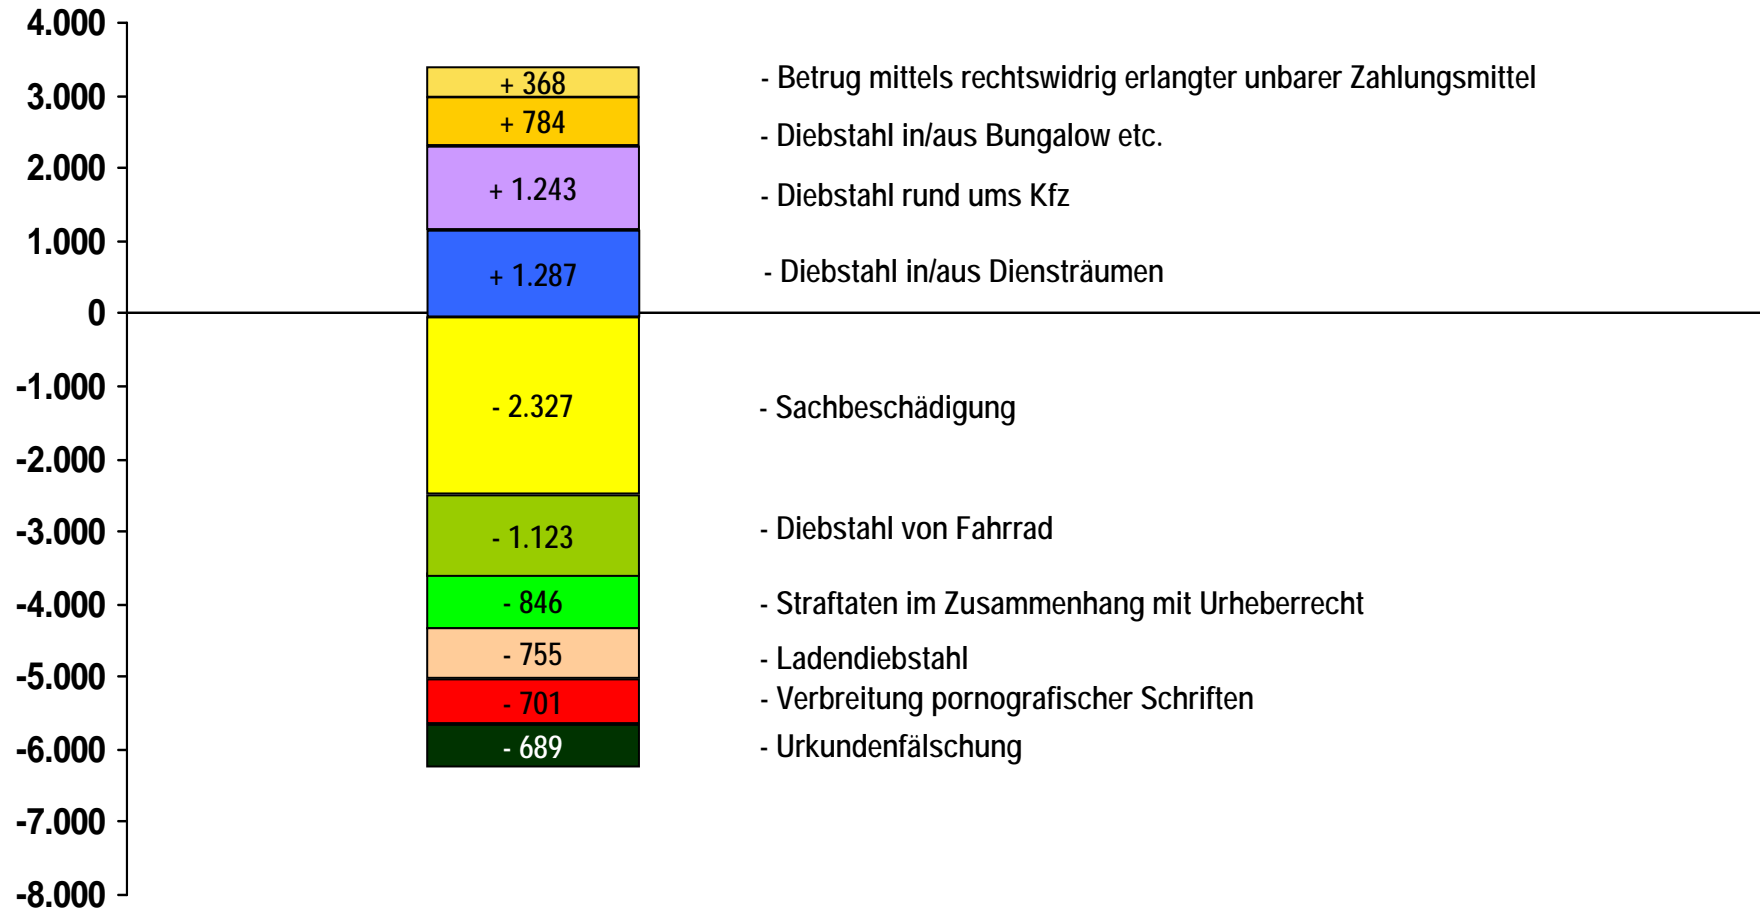 4.000
3.000
2.000
1.000
0
-1.000
-2.000
-3.000
-4.000
-5.000
-6.000
-7.000
-8.000
+ 368
+ 784
+ 1.243
+ 1.287
- 2.327
- 1.123
- 846
- 755
- 701
- 689
- Betrug mittels rechtswidrig erlangter unbarer Zahlungsmittel
- Diebstahl in/aus Bungalow etc.
- Diebstahl rund ums Kfz
- Diebstahl in/aus Diensträumen
- Sachbeschädigung
- Diebstahl von Fahrrad
- Straftaten im Zusammenhang mit Urheberrecht
- Ladendiebstahl
- Verbreitung pornografischer Schriften
- Urkundenfälschung